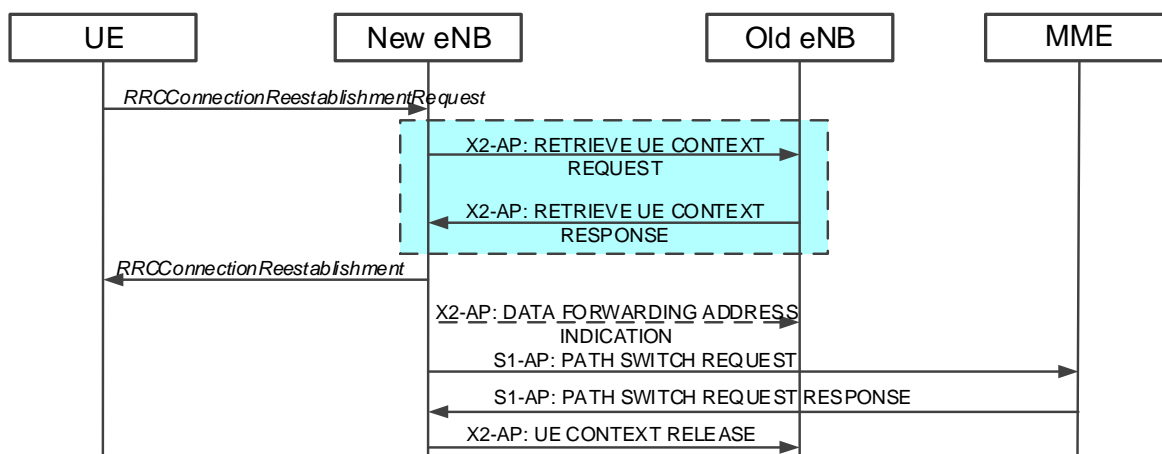 UE
New eNB
Old eNB
MME
RRCConnectionReestablishmentRequest
X2-AP: RETRIEVE UE CONTEXT
REQUEST
X2-AP: RETRIEVE UE CONTEXT
RESPONSE
RRCConnectionReestablishment
X2-AP: DATA FORWARDING ADDRESS
INDICATION
S1-AP: PATH SWITCH REQUEST
S1-AP: PATH SWITCH REQUEST RESPONSE
X2-AP: UE CONTEXT RELEASE